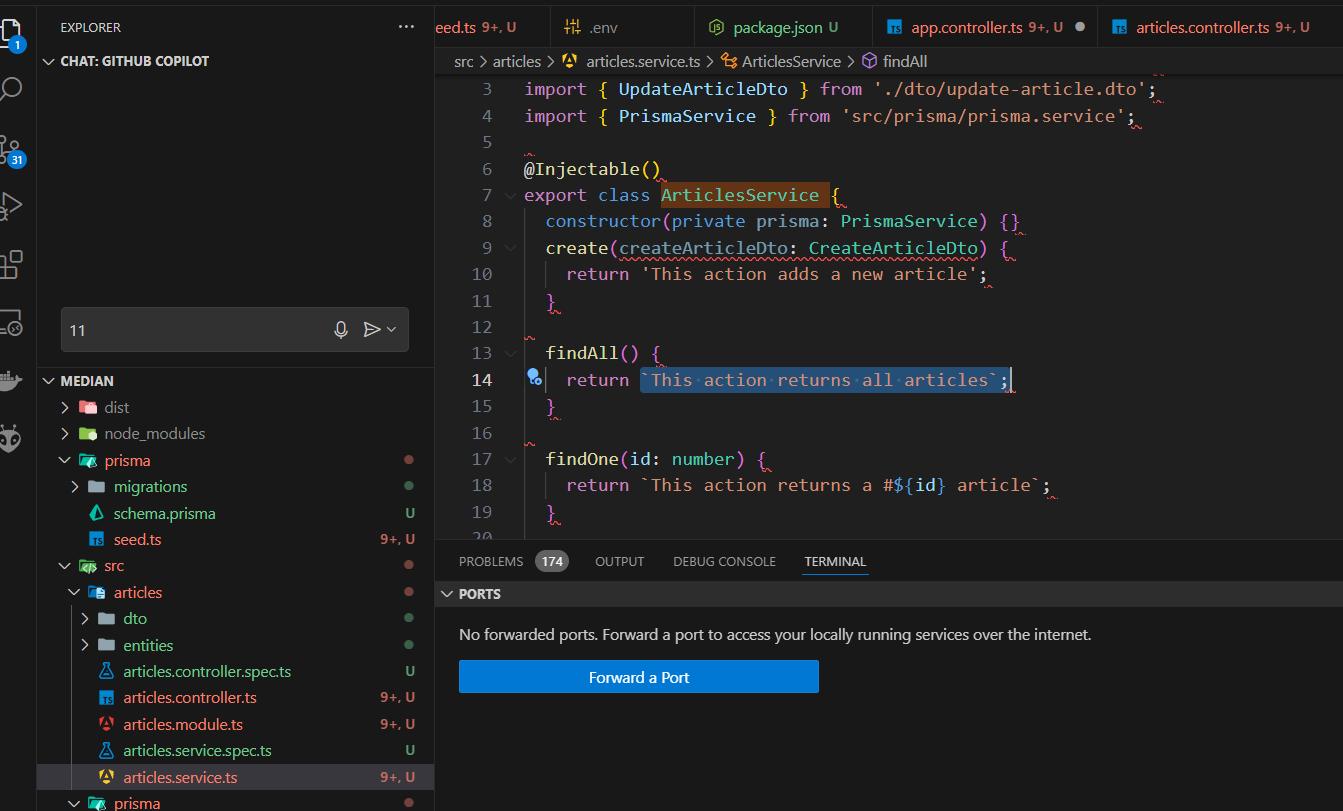 EXPLORER
seed.ts 9+, U
.env
package.json U
app.controller.ts 9+, U
articles.controller.ts 9+, U
CHAT: GITHUB COPILOT
src > articles > articles.service.ts > ArticlesService > findAll
3 import { UpdateArticleDto } from './dto/update-article.dto';
4 import { PrismaService } from 'src/prisma/prisma.service';
5
6 @Injectable()
7 export class ArticlesService {
8 constructor(private prisma: PrismaService) {}
9 create(createArticleDto: CreateArticleDto) {
10 return 'This action adds a new article';
11 }
12
13 findAll() {
14 return `This action returns all articles`;
15 }
16
17 findOne(id: number) {
18 return `This action returns a #${id} article`;
19 }
20
1
31
11
MEDIAN
dist
node_modules
prisma
migrations
schema.prisma U
seed.ts 9+, U
src
articles
dto
entities
articles.controller.spec.ts U
articles.controller.ts 9+, U
articles.module.ts 9+, U
articles.service.spec.ts U
articles.service.ts 9+, U
prisma
PROBLEMS 174 OUTPUT DEBUG CONSOLE TERMINAL
PORTS
No forwarded ports. Forward a port to access your locally running services over the internet.
Forward a Port